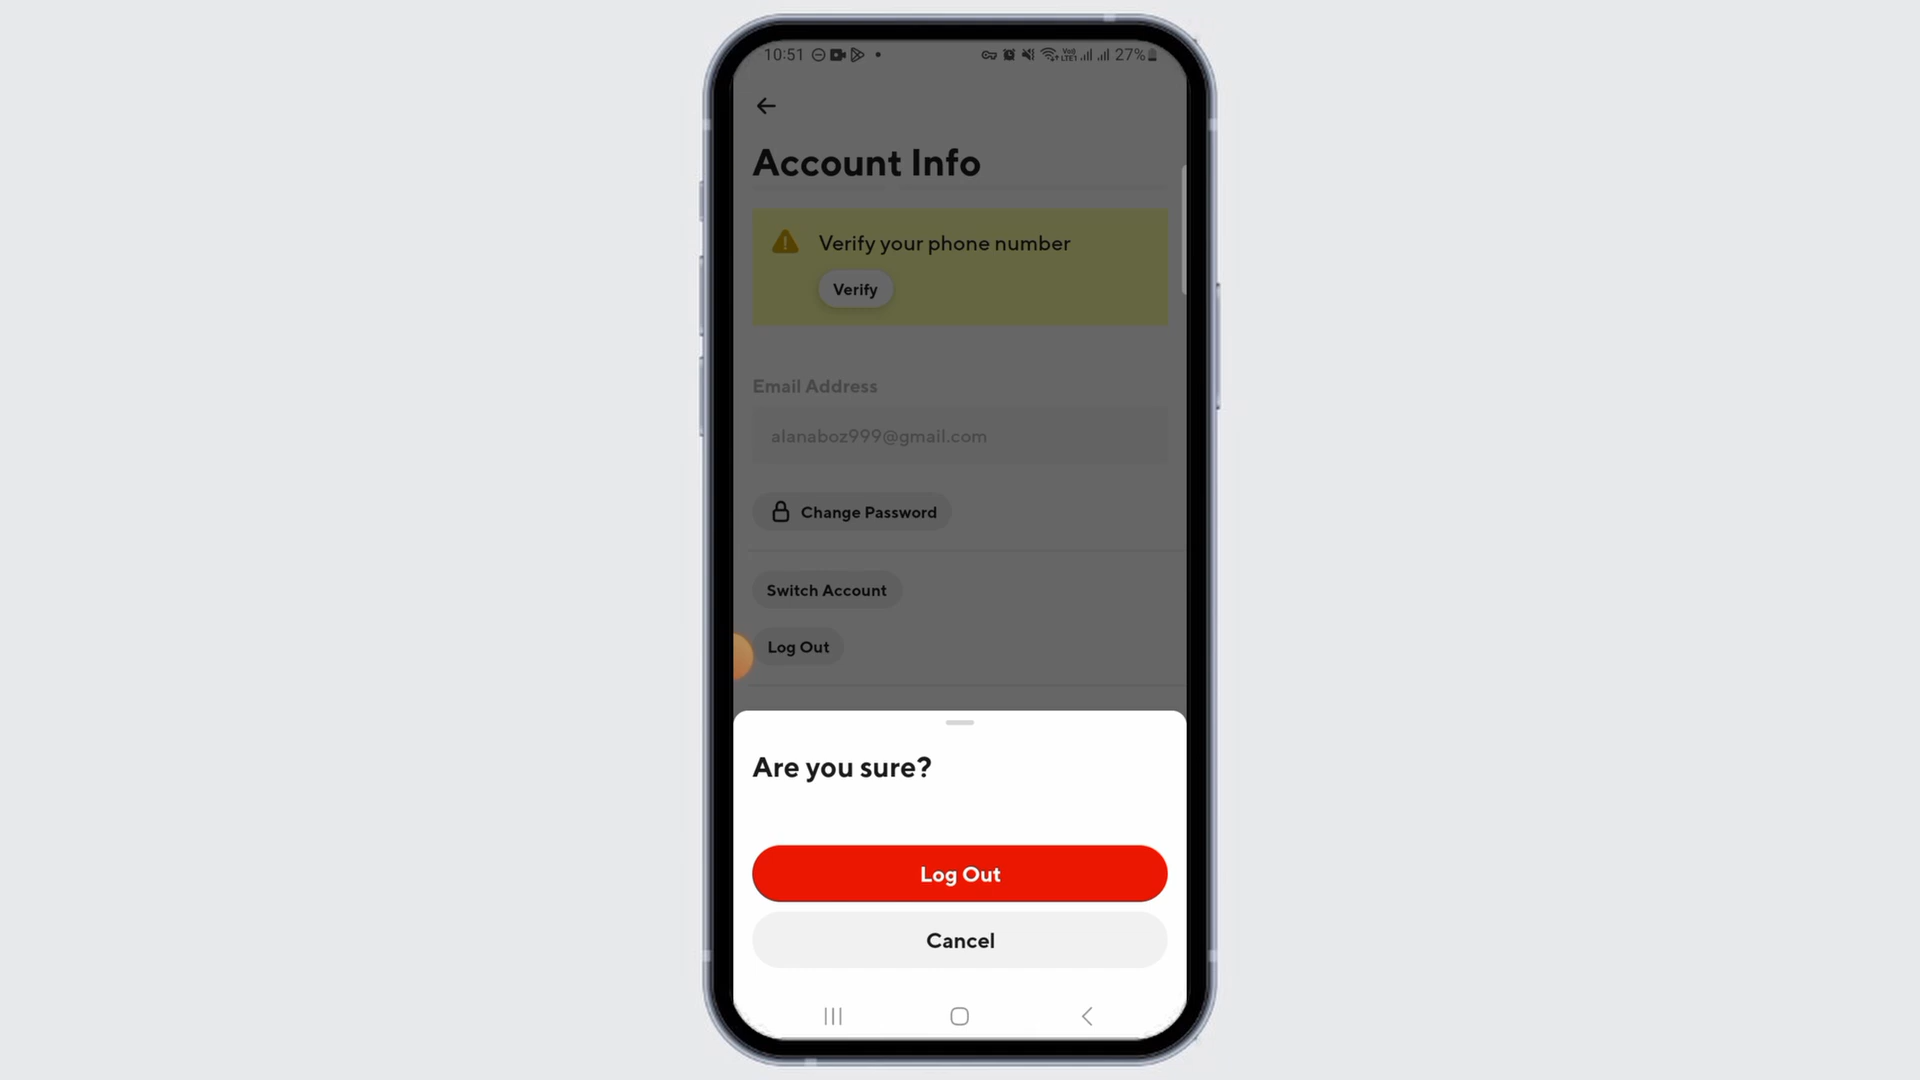 10:51 27%
Account Info
Verify your phone number
Verify
Email Address
alanaboz999@gmail.com
Change Password
Switch Account
Log Out
Are you sure?
Log Out
Cancel